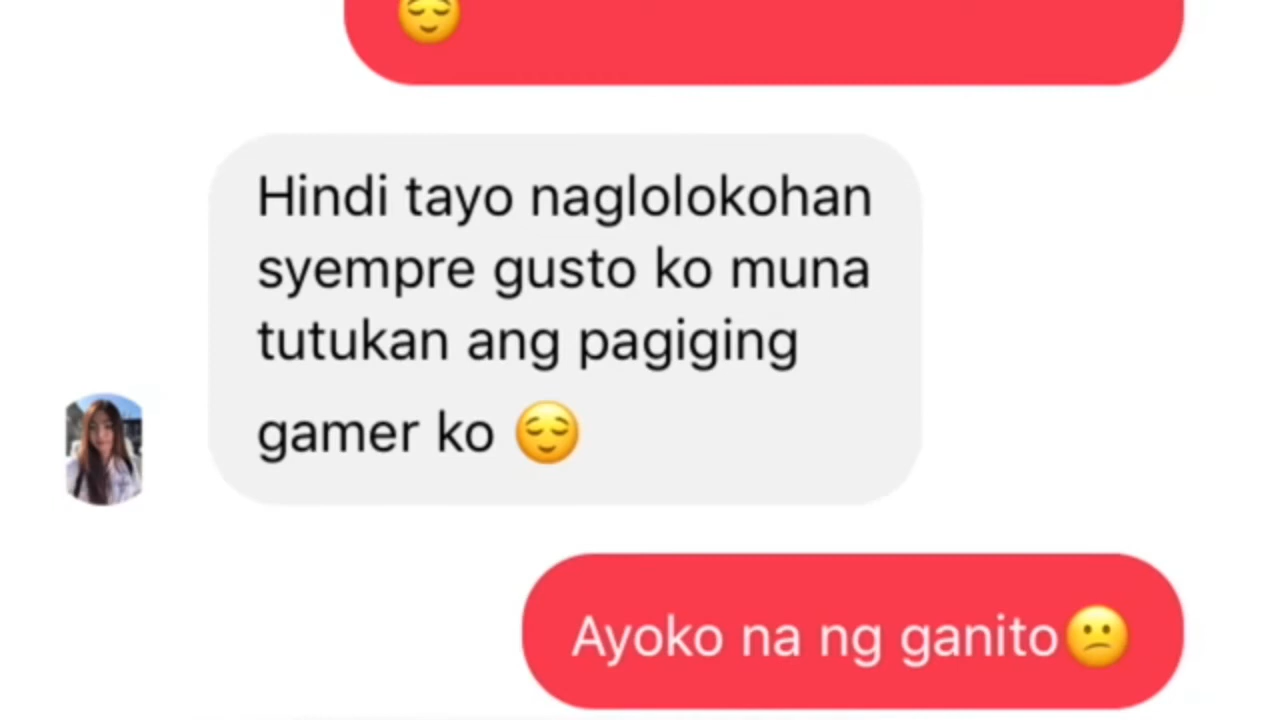 😌
Hindi tayo naglolokohan
syempre gusto ko muna
tutukan ang pagiging
gamer ko 😌
Ayoko na ng ganito😕